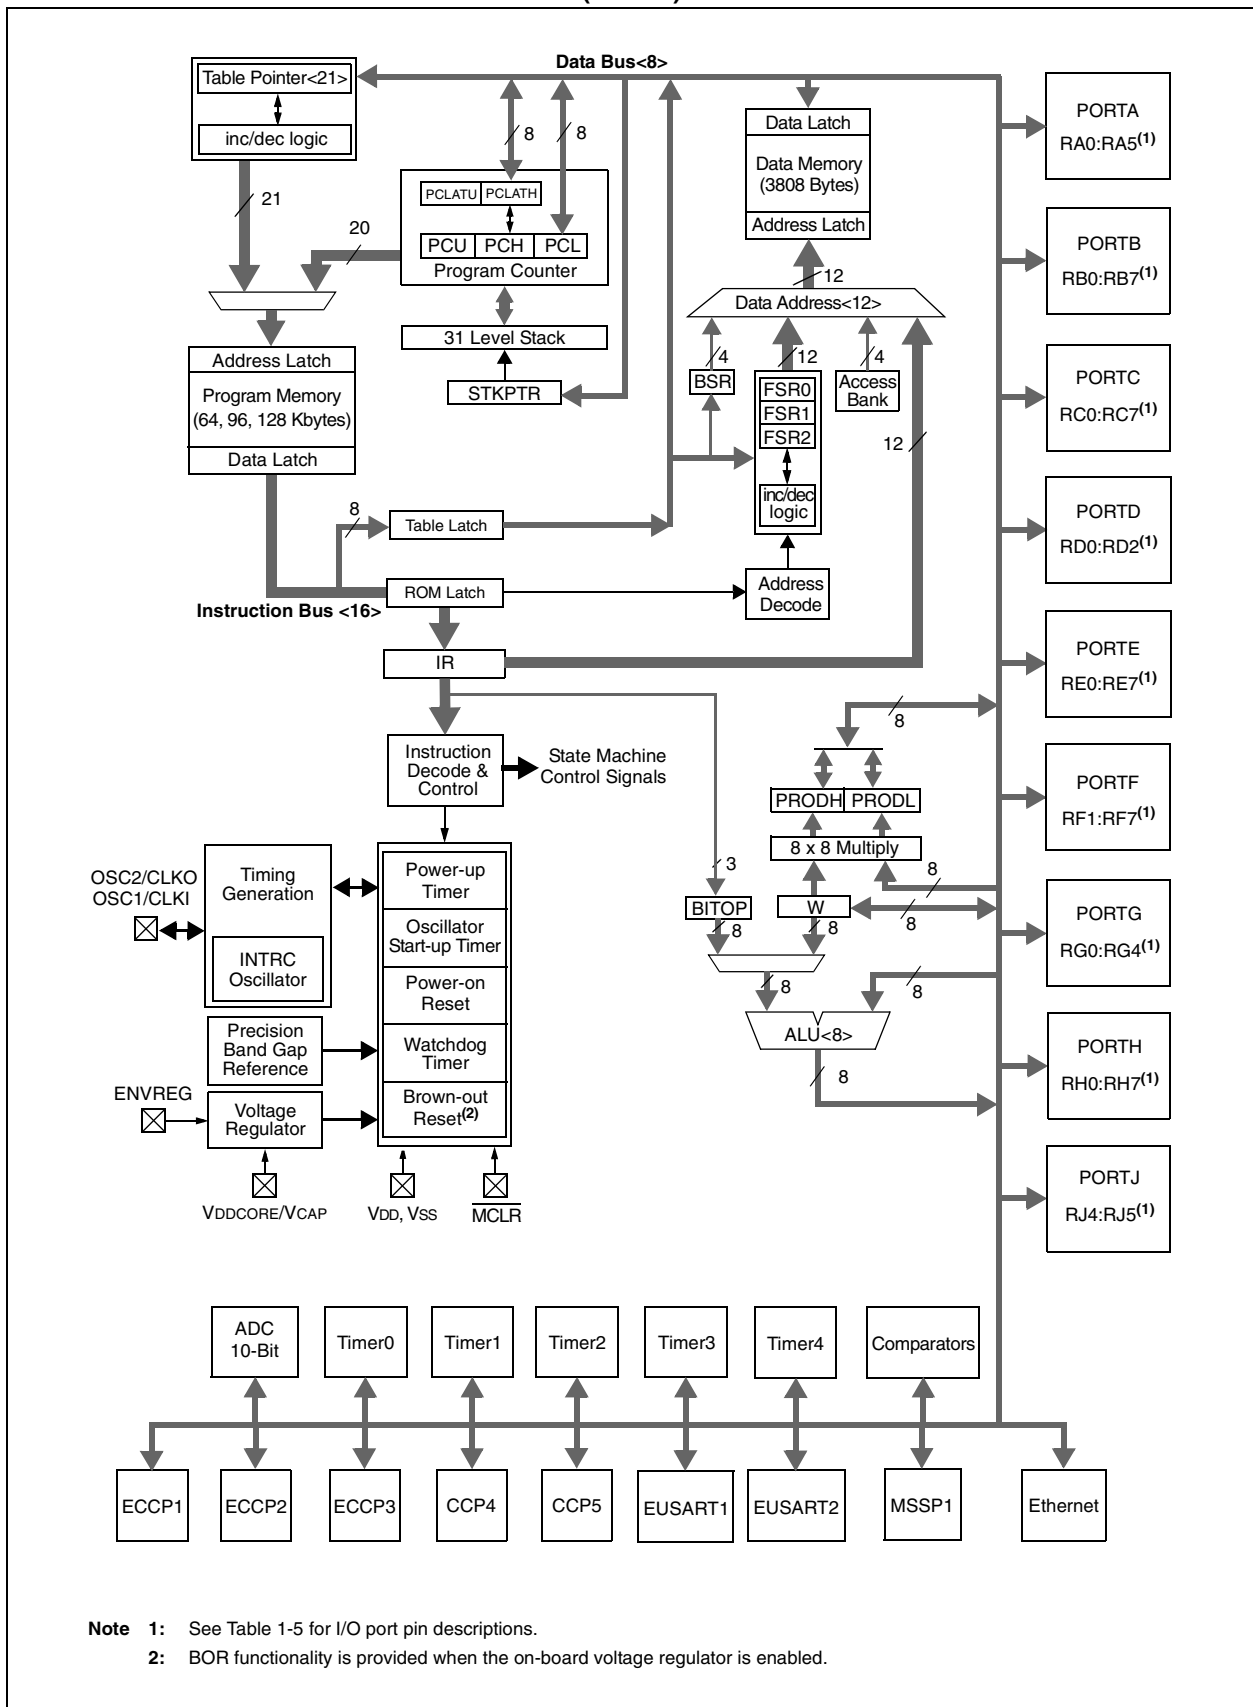 Data Bus<8>
Table Pointer<21>
inc/dec logic
21
8
8
PCLATU
PCLATH
20
PCU
PCH
PCL
Program Counter
31 Level Stack
STKPTR
Data Latch
Data Memory
(3808 Bytes)
Address Latch
12
Data Address<12>
4
12
4
BSR
FSR0
FSR1
FSR2
inc/dec
logic
Access
Bank
12
Address Latch
Program Memory
(64, 96, 128 Kbytes)
Data Latch
8
Table Latch
ROM Latch
Instruction Bus <16>
Address
Decode
IR
8
Instruction
Decode &
Control
State Machine
Control Signals
PRODH
PRODL
8 x 8 Multiply
3
8
BITOP
W
8
8
8
8
8
ALU<8>
8
OSC2/CLKO
OSC1/CLKI
Timing
Generation
INTRC
Oscillator
Power-up
Timer
Oscillator
Start-up Timer
Power-on
Reset
Precision
Band Gap
Reference
Watchdog
Timer
ENVREG
Voltage
Regulator
Brown-out
Reset(2)
VDDCORE/VCAP
VDD, VSS
MCLR
PORTA
RA0:RA5(1)
PORTB
RB0:RB7(1)
PORTC
RC0:RC7(1)
PORTD
RD0:RD2(1)
PORTE
RE0:RE7(1)
PORTF
RF1:RF7(1)
PORTG
RG0:RG4(1)
PORTH
RH0:RH7(1)
PORTJ
RJ4:RJ5(1)
ADC
10-Bit
Timer0
Timer1
Timer2
Timer3
Timer4
Comparators
ECCP1
ECCP2
ECCP3
CCP4
CCP5
EUSART1
EUSART2
MSSP1
Ethernet
Note 1: See Table 1-5 for I/O port pin descriptions.
2: BOR functionality is provided when the on-board voltage regulator is enabled.